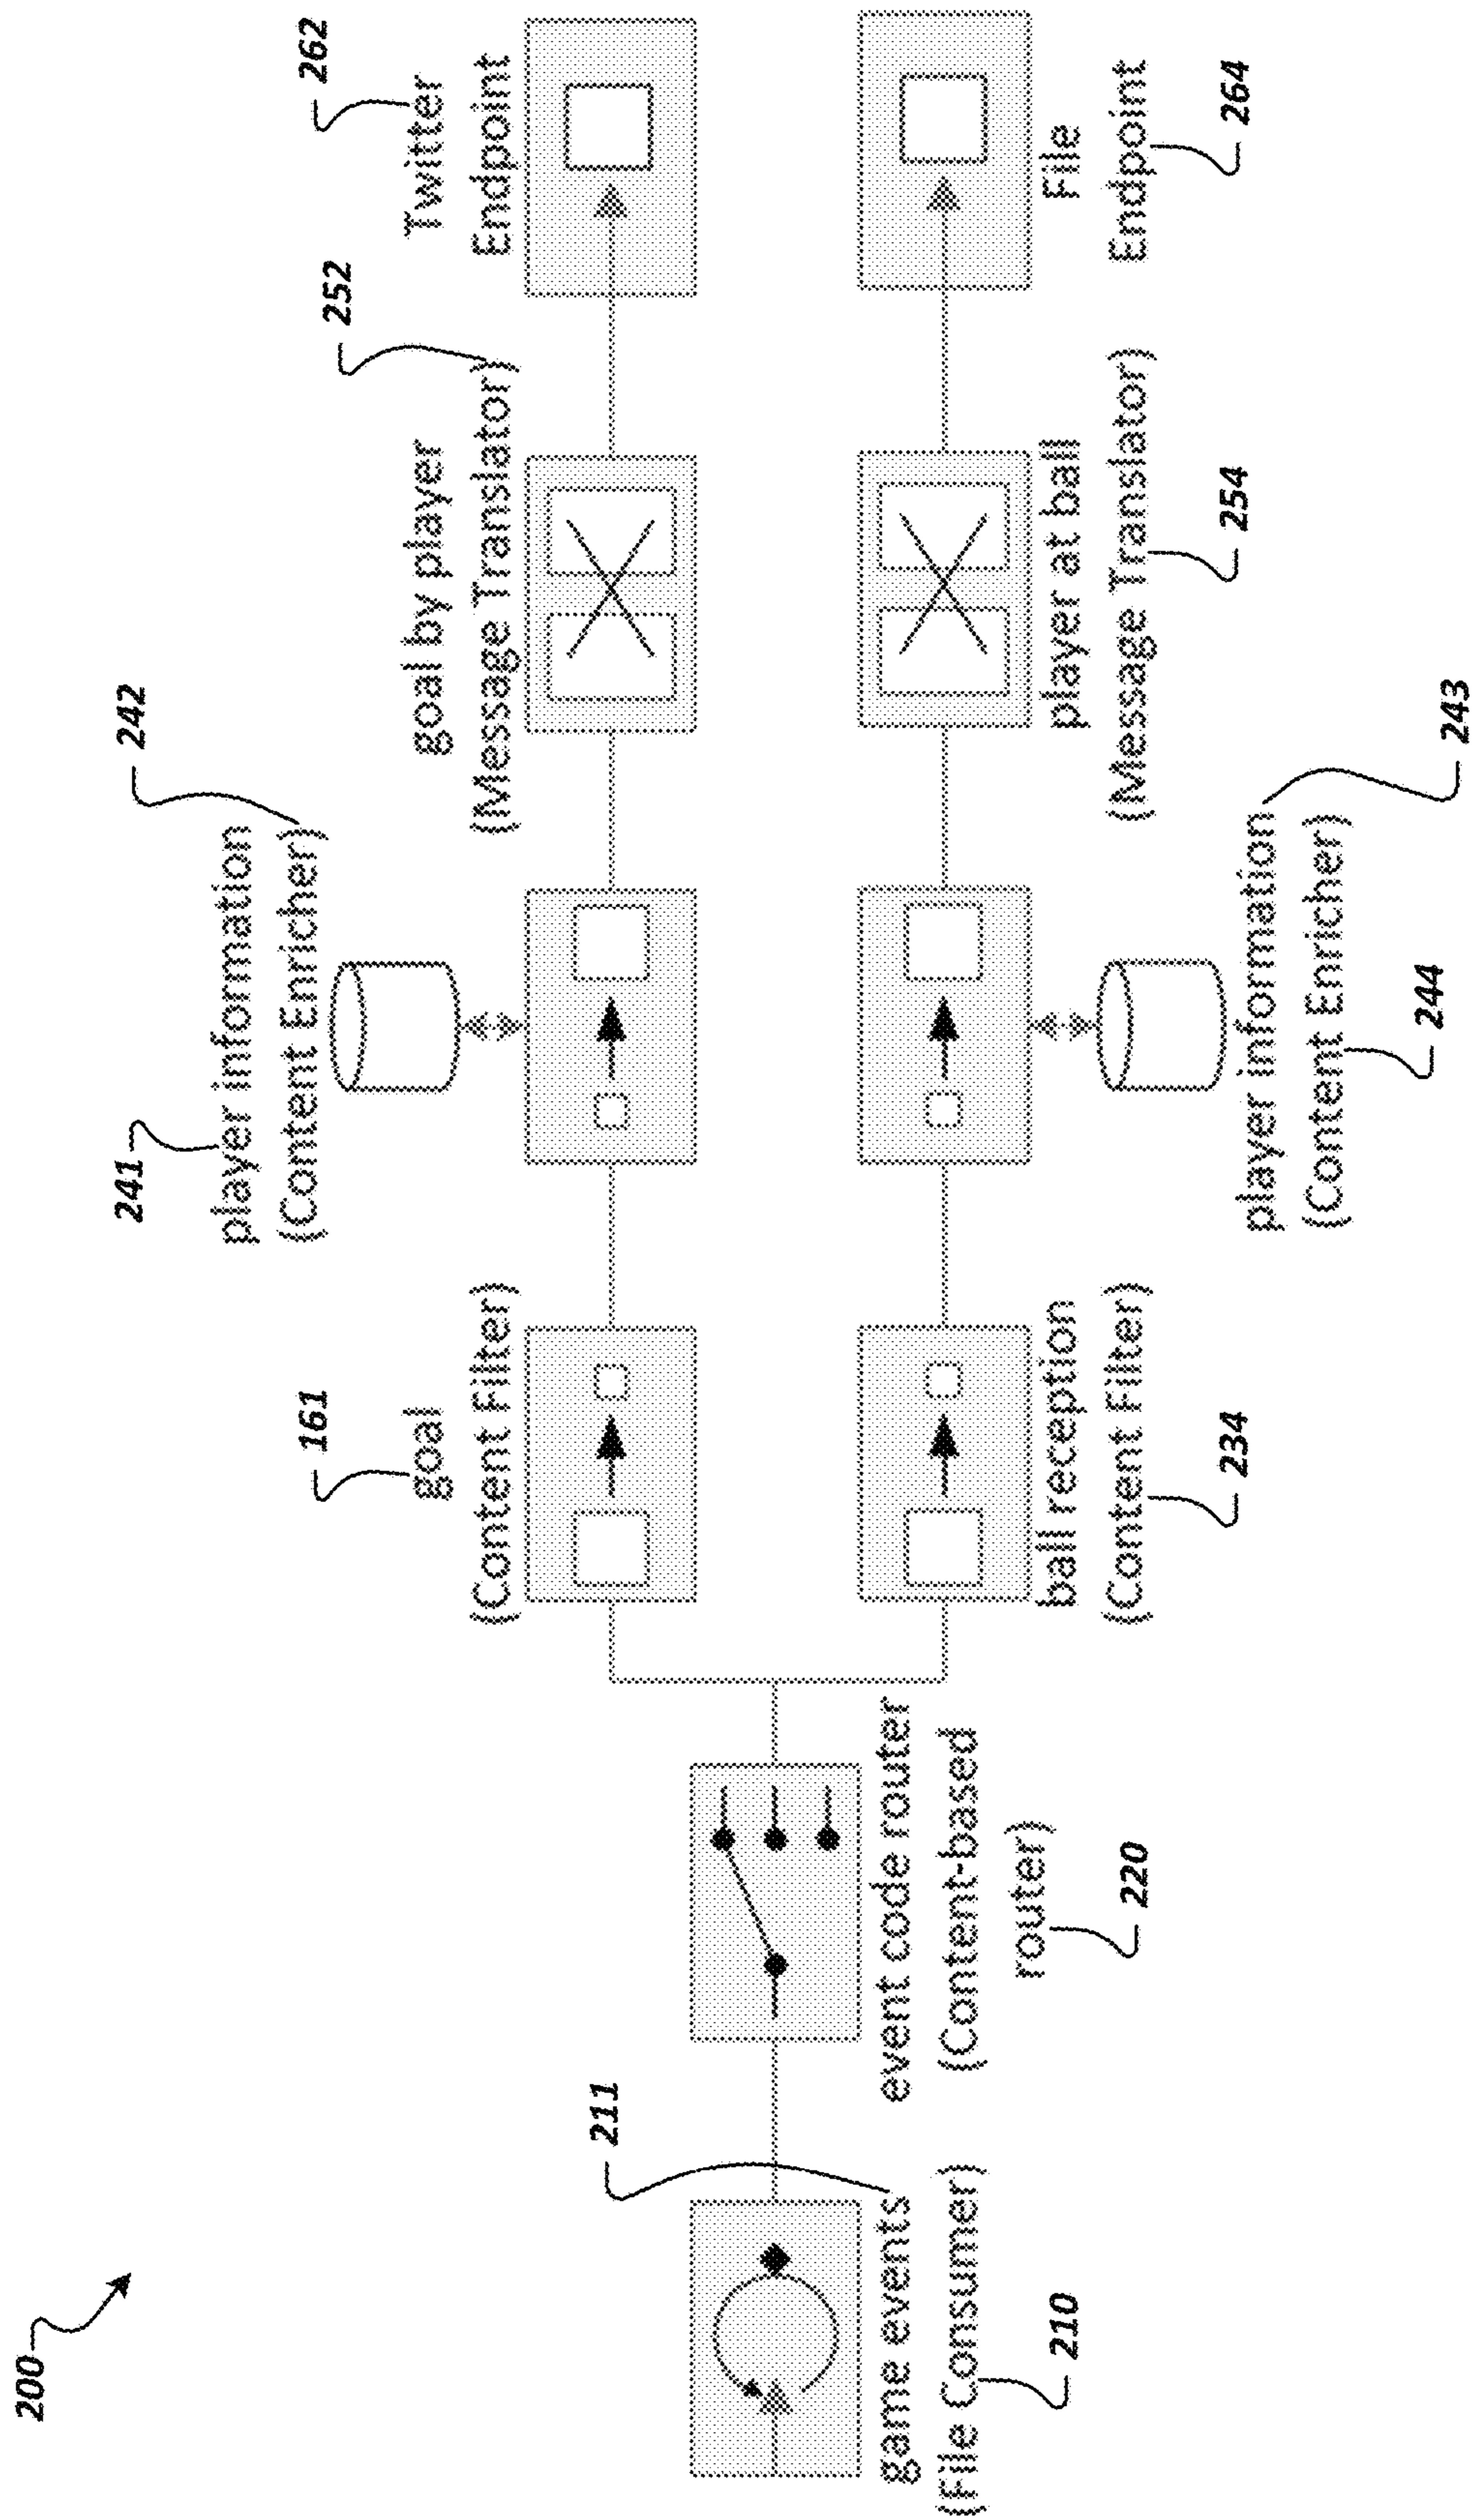 200
241
242
player information
(Content Enricher)
161
goal
(Content Filter)
252
goal by player
(Message Translator)
262
Twitter
Endpoint
211
game events
(File Consumer)
210
event code router
(Content-based
router)
220
ball reception
(Content Filter)
234
player at ball
(Message Translator)
254
File
Endpoint
264
player information
(Content Enricher)
243
244